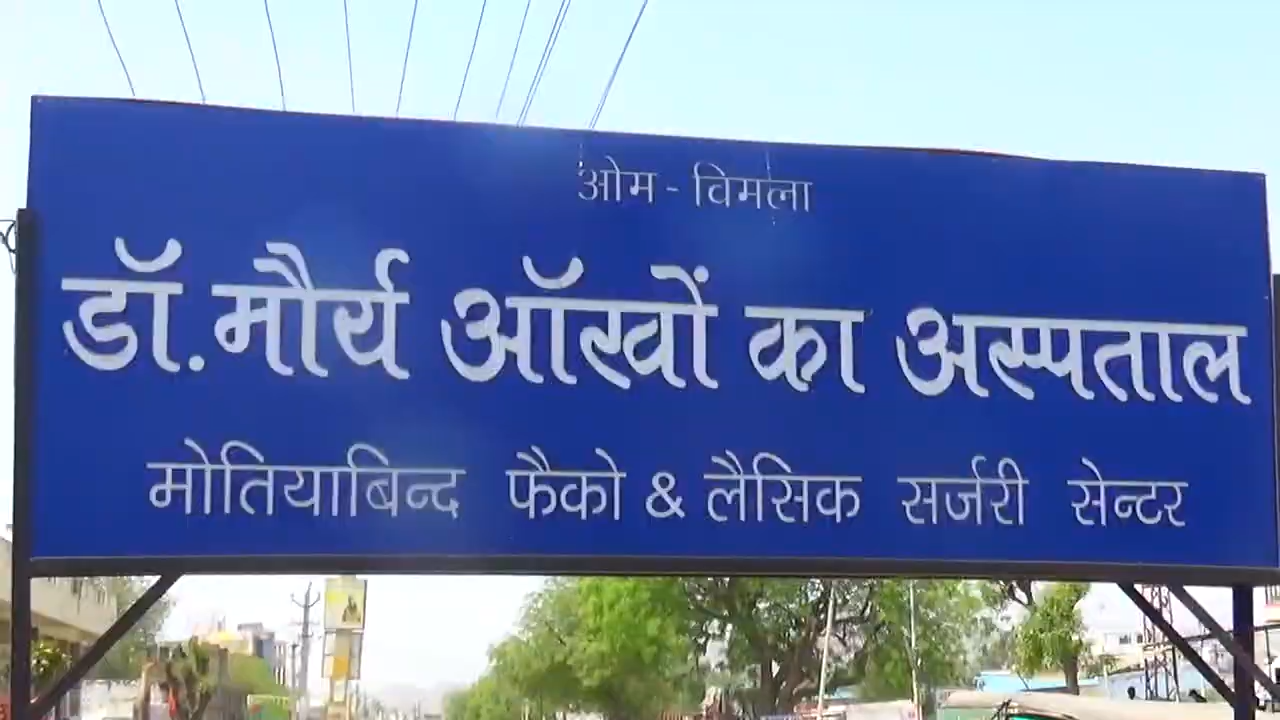 ओम - विमला
डॉ. मौर्य ऑखों का अस्पताल
मोतियाबिन्द फैको & लैसिक सर्जरी सेन्टर